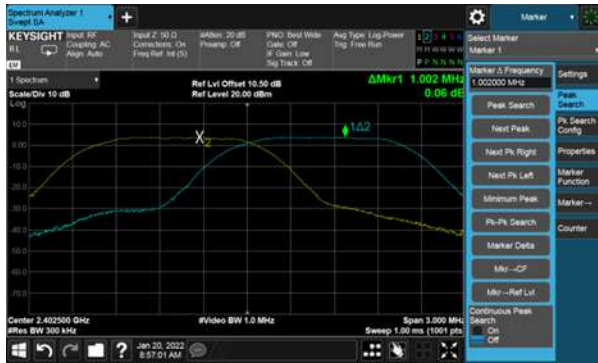 Spectrum Analyzer 1
Swept SA
+
Marker
KEYSIGHT
RL
Input: RF
Coupling: AC
Align: Auto
Input Z: 50 Ω
Corrections: On
Freq Ref: Int (S)
#Atten: 20 dB
Preamp: Off
PNO: Best Wide
Gate: Off
IF Gain: Low
Sig Track: Off
Avg Type: Log-Power
Trig: Free Run
1 2 3 4 5 6
M
P P N N N N
Select Marker
Marker 1
1 Spectrum
Scale/Div 10 dB
Log
Ref Lvl Offset 10.50 dB
Ref Level 20.00 dBm
ΔMkr1 1.002 MHz
0.06 dB
Marker Δ Frequency
1.002000 MHz
Settings
Peak Search
Peak Search
Next Peak
Pk Search Config
Next Pk Right
Properties
Next Pk Left
Marker Function
Minimum Peak
Marker→
Pk-Pk Search
Counter
Marker Delta
Mkr→CF
Mkr→Ref Lvl
Continuous Peak Search
On
Off
10.0
0.00
-10.0
-20.0
-30.0
-40.0
-50.0
-60.0
-70.0
X2
1Δ2
Center 2.402500 GHz
#Res BW 300 kHz
#Video BW 1.0 MHz
Span 3.000 MHz
Sweep 1.00 ms (1001 pts)
?
Jan 20, 2022
8:57:01 AM